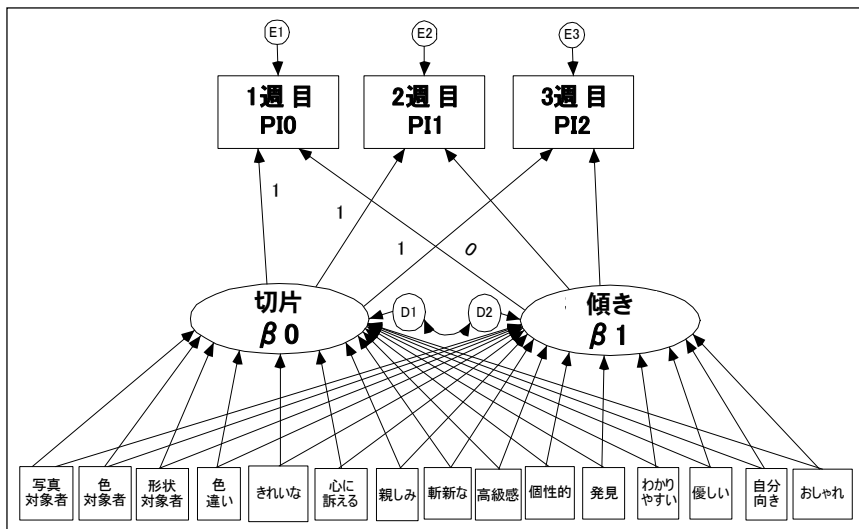 E1
E2
E3
1週目
PI0
2週目
PI1
3週目
PI2
1
1
1
0
切片
β0
D1
D2
傾き
β1
写真
対象者
色
対象者
形状
対象者
色
違い
きれいな
心に
訴える
親しみ
斬新な
高級感
個性的
発見
わかり
やすい
優しい
自分
向き
おしゃれ